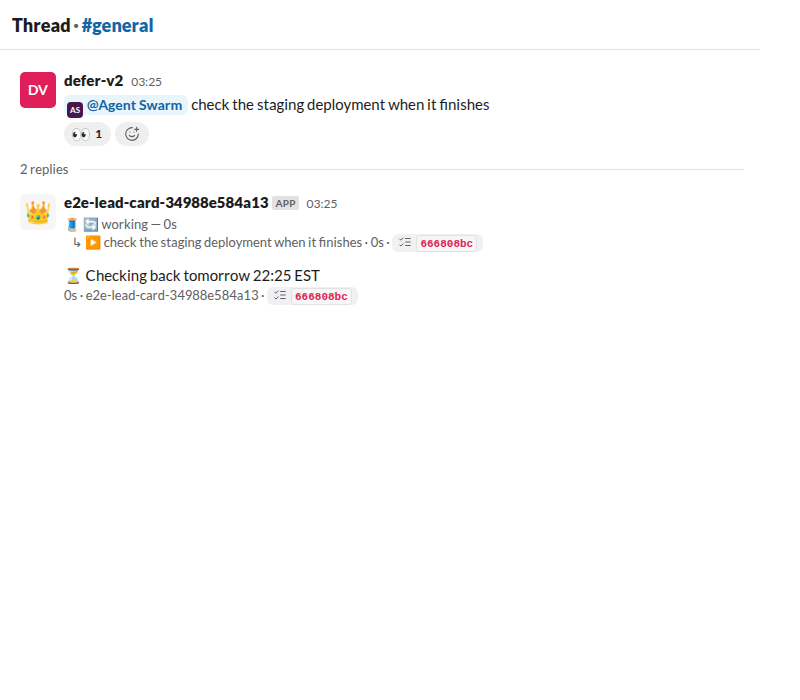 Thread · #general
DV
defer-v2 03:25
AS @Agent Swarm check the staging deployment when it finishes
1
2 replies
e2e-lead-card-34988e584a13 APP 03:25
working — 0s
↳ check the staging deployment when it finishes · 0s · 666808bc
Checking back tomorrow 22:25 EST
0s · e2e-lead-card-34988e584a13 · 666808bc